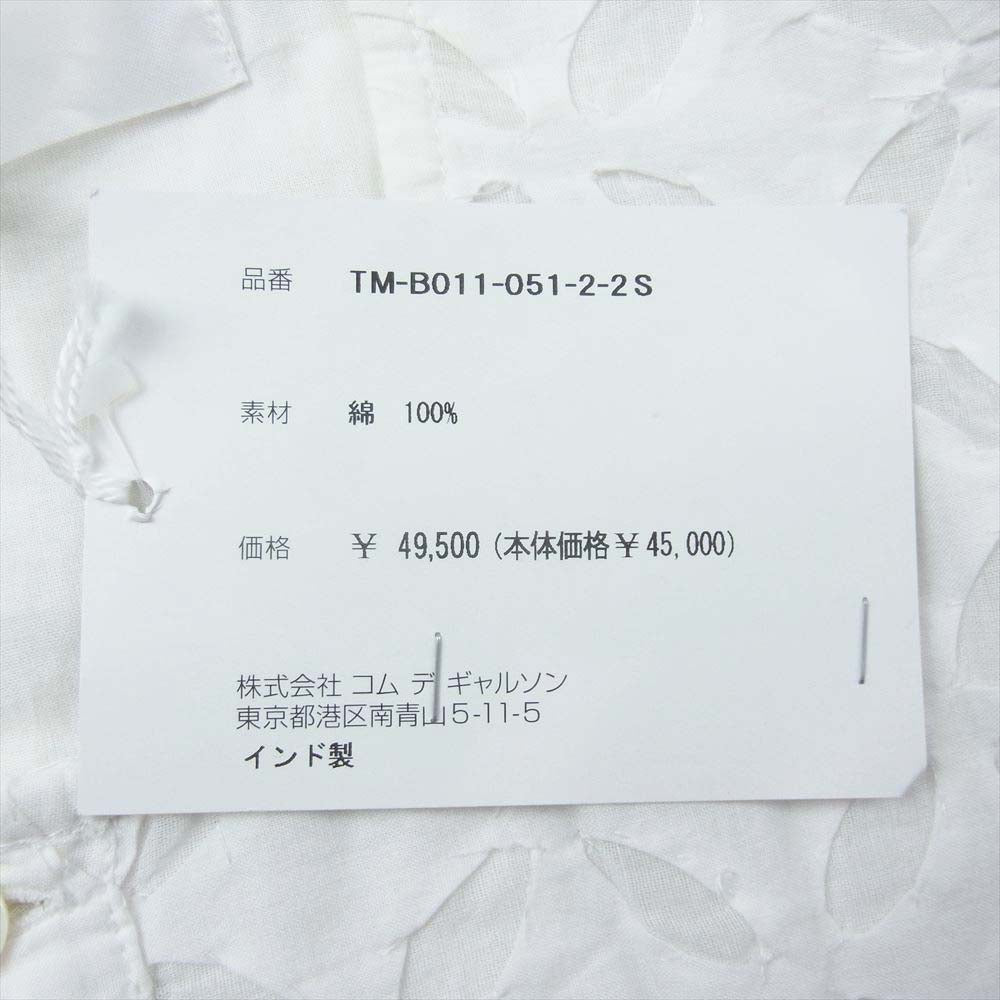 品番 TM-B011-051-2-2S
素材 綿 100%
価格 ¥ 49,500 (本体価格¥45,000)
株式会社 コム デ ギャルソン
東京都港区南青山5-11-5
インド製